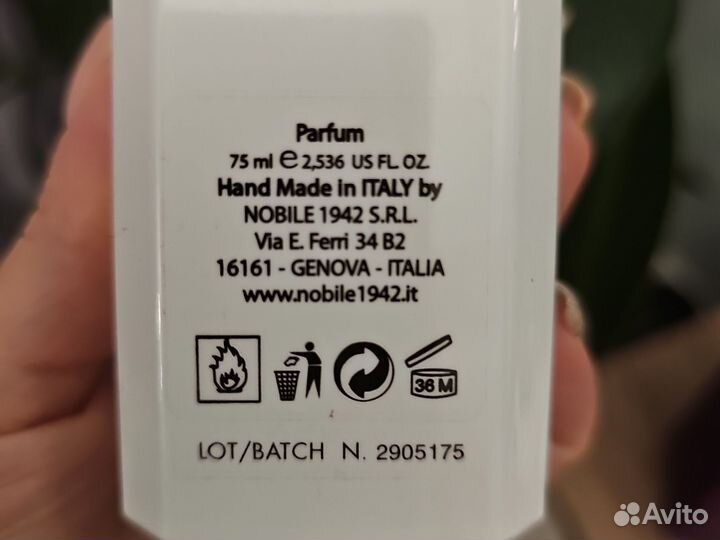 Parfum
75 ml e 2,536 US FL. OZ.
Hand Made in ITALY by
NOBILE 1942 S.R.L.
Via E. Ferri 34 B2
16161 - GENOVA - ITALIA
www.nobile1942.it
36 M
LOT/BATCH N. 2905175
Avito